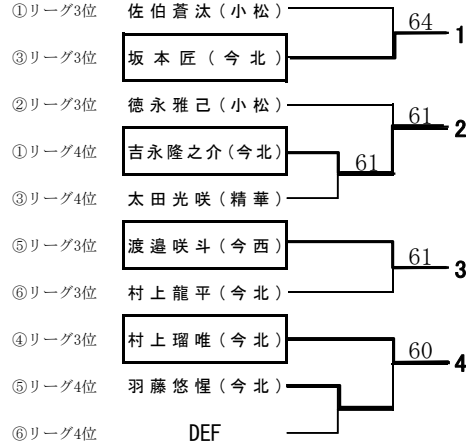 ①リーグ3位 佐伯蒼汰(小松) 64 1
③リーグ3位 坂本匠(今北)
②リーグ3位 徳永雅己(小松) 61 2
①リーグ4位 吉永隆之介(今北) 61
③リーグ4位 太田光咲(精華)
⑤リーグ3位 渡邉咲斗(今西) 61 3
⑥リーグ3位 村上龍平(今北)
④リーグ3位 村上瑠唯(今北) 60 4
⑤リーグ4位 羽藤悠惺(今北)
⑥リーグ4位 DEF